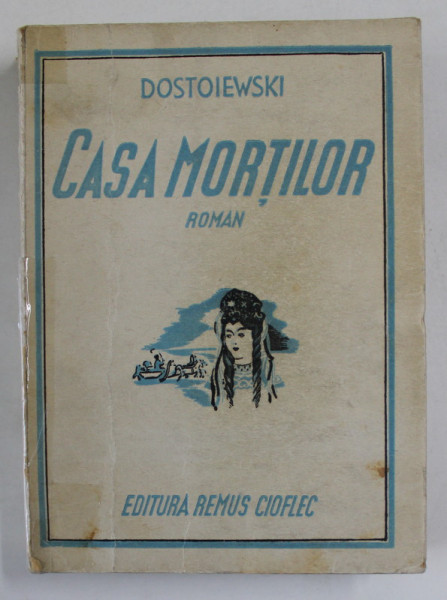 DOSTOIEWSKI
CASA MORȚILOR
ROMAN
EDITURA REMUS CIOFLEC